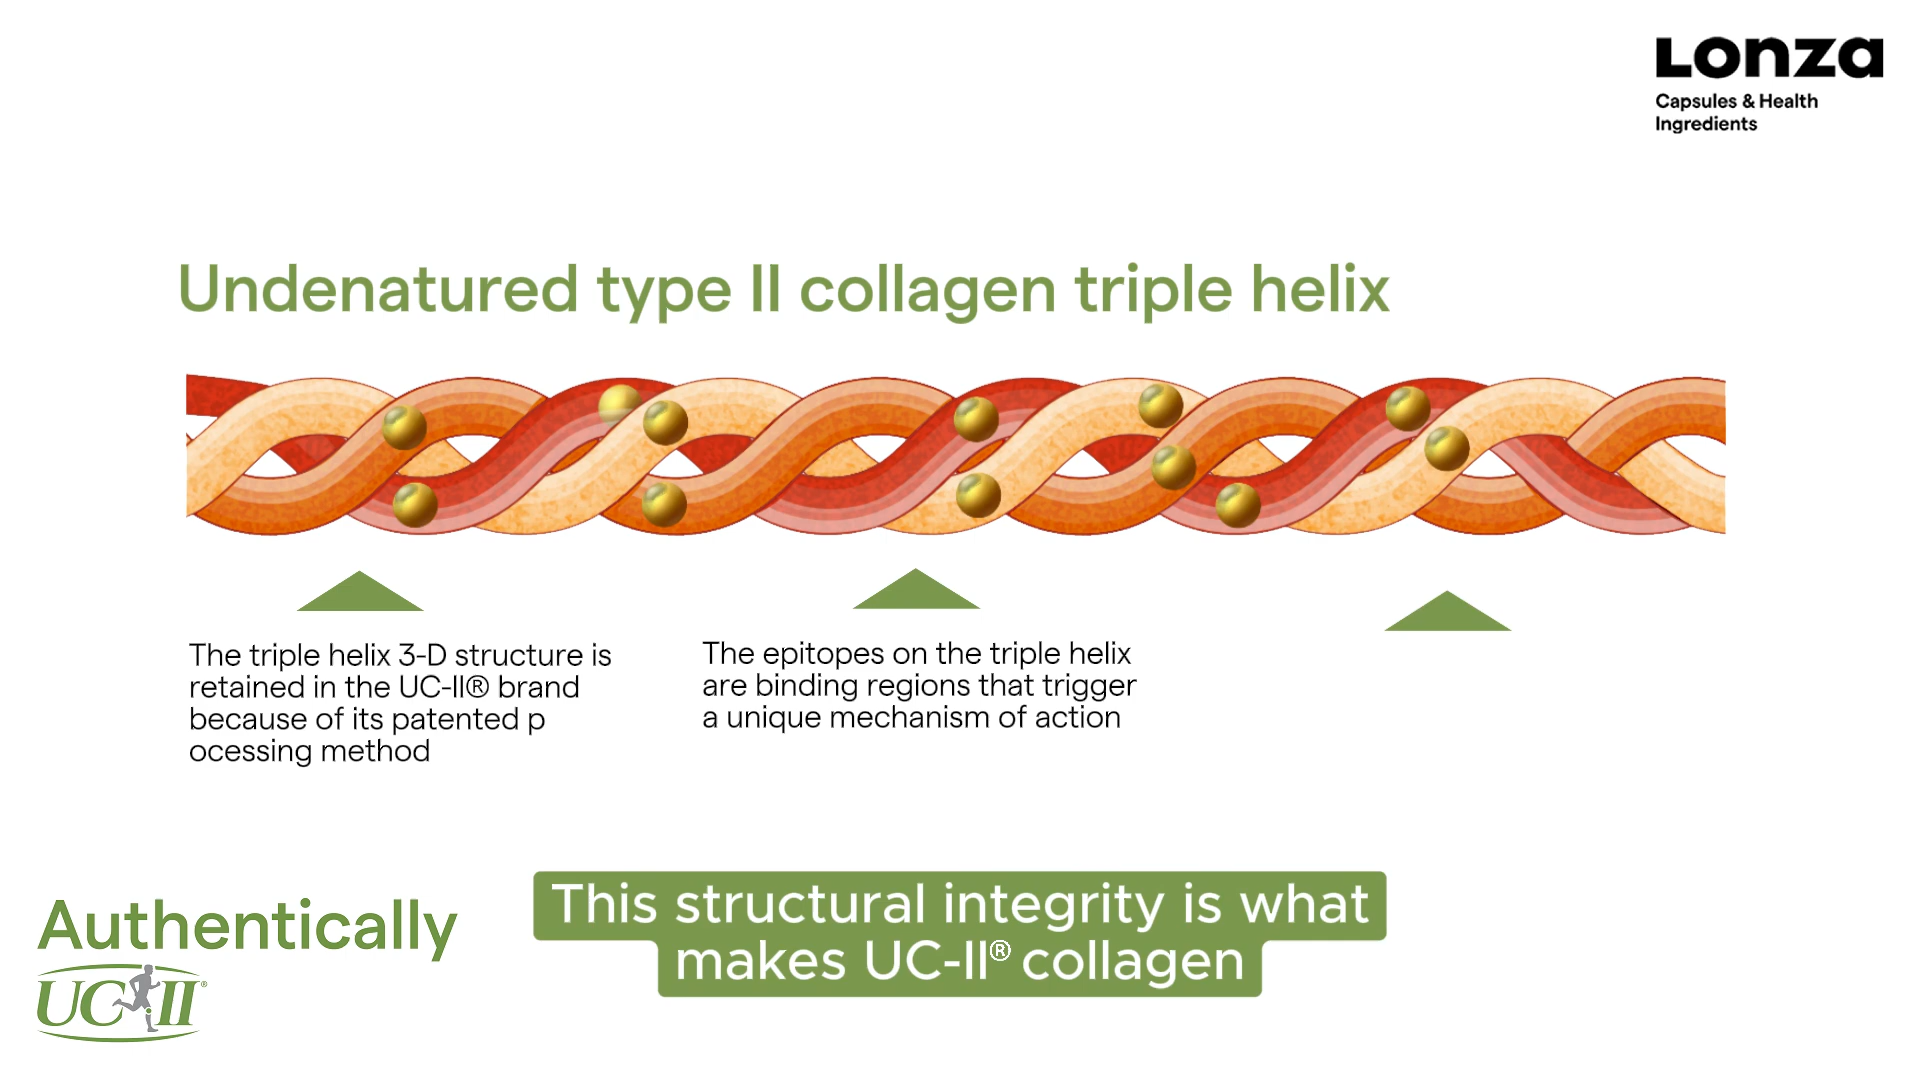 Lonza
Capsules & Health
Ingredients
Undenatured type II collagen triple helix
The triple helix 3-D structure is
retained in the UC-II® brand
because of its patented p
ocessing method
The epitopes on the triple helix
are binding regions that trigger
a unique mechanism of action
This structural integrity is what
makes UC-II® collagen
Authentically
UC II®